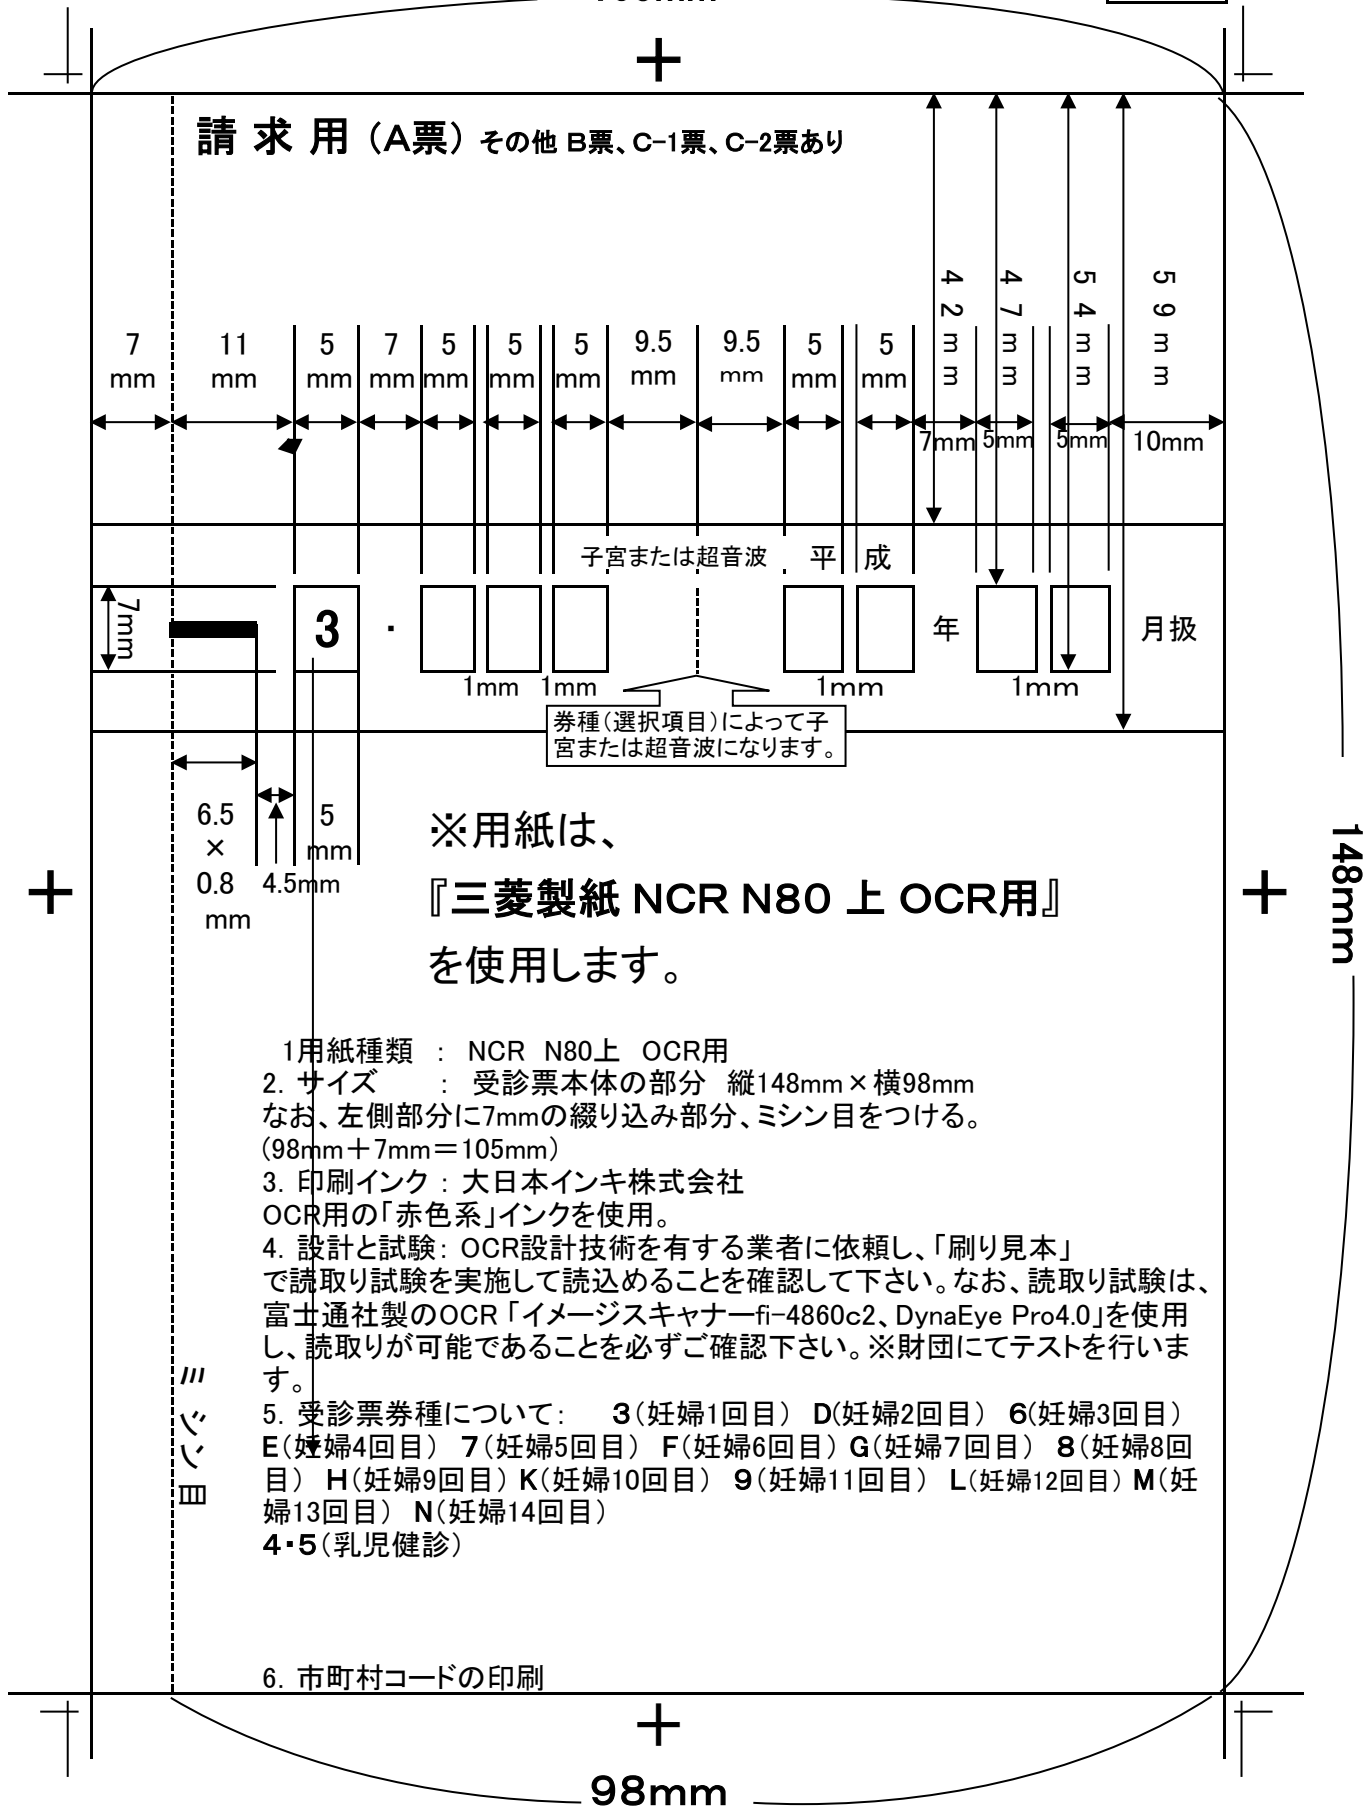 請 求 用（A票）その他 B票、C-1票、C-2票あり
42mm
47mm
54mm
59mm
7 11 5 7 5 5 5 9.5 9.5 5 5
mm mm mm mm mm mm mm mm mm mm mm
7mm 5mm 5mm 10mm
子宮または超音波 平 成
7mm
3 ・ 年 月扱
1mm 1mm 1mm 1mm
券種（選択項目）によって子
宮または超音波になります。
6.5
×
0.8
mm
4.5mm
5
mm
※用紙は、
『三菱製紙 NCR N80 上 OCR用』
を使用します。
148mm
1用紙種類 ： NCR N80上 OCR用
2．サイズ ： 受診票本体の部分 縦148mm×横98mm
なお、左側部分に7mmの綴り込み部分、ミシン目をつける。
(98mm＋7mm＝105mm)
3．印刷インク ： 大日本インキ株式会社
OCR用の「赤色系」インクを使用。
4．設計と試験： OCR設計技術を有する業者に依頼し、「刷り見本」
で読取り試験を実施して読込めることを確認して下さい。なお、読取り試験は、
富士通社製のOCR「イメージスキャナーfi-4860c2、DynaEye Pro4.0」を使用
し、読取りが可能であることを必ずご確認下さい。※財団にてテストを行いま
す。
5．受診票券種について： 3(妊婦1回目) D(妊婦2回目) 6(妊婦3回目)
E(妊婦4回目) 7(妊婦5回目) F(妊婦6回目) G(妊婦7回目) 8(妊婦8回
目) H(妊婦9回目) K(妊婦10回目) 9(妊婦11回目) L(妊婦12回目) M(妊
婦13回目) N(妊婦14回目)
4・5(乳児健診)
ミシン目
6．市町村コードの印刷
98mm